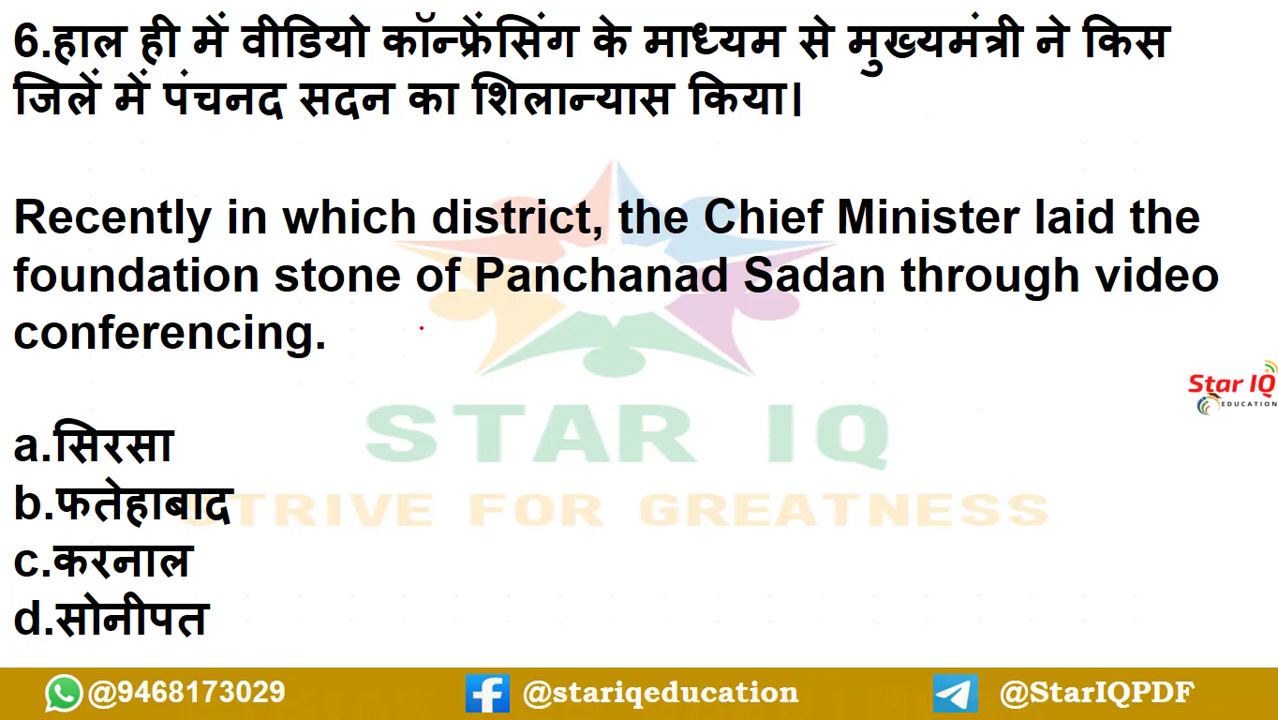 6.हाल ही में वीडियो कॉन्फ्रेंसिंग के माध्यम से मुख्यमंत्री ने किस
जिलें में पंचनद सदन का शिलान्यास किया।
Recently in which district, the Chief Minister laid the
foundation stone of Panchanad Sadan through video
conferencing.
Star IQ
EDUCATION
STAR IQ
STRIVE FOR GREATNESS
a.सिरसा
b.फतेहाबाद
c.करनाल
d.सोनीपत
@9468173029 @stariqeducation @StarIQPDF